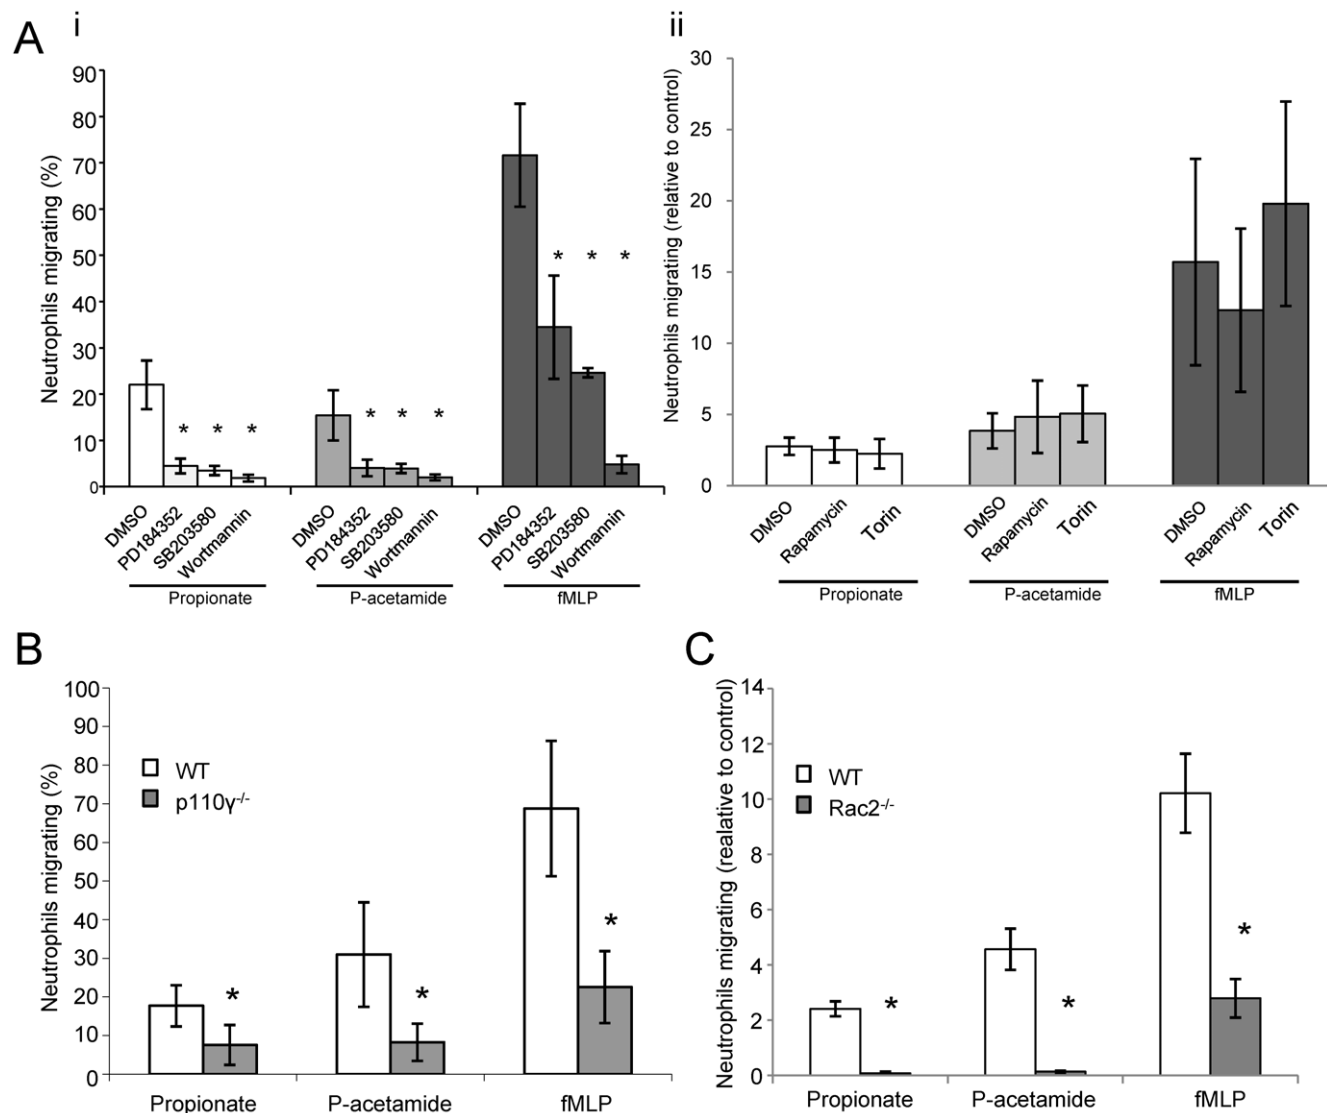 A
i
Neutrophils migrating (%)
90
80
70
60
50
40
30
20
10
0
* * *
* * *
* * *
DMSO
PD184352
SB203580
Wortmannin
DMSO
PD184352
SB203580
Wortmannin
DMSO
PD184352
SB203580
Wortmannin
Propionate
P-acetamide
fMLP
ii
Neutrophils migrating (relative to control)
30
25
20
15
10
5
0
DMSO
Rapamycin
Torin
DMSO
Rapamycin
Torin
DMSO
Rapamycin
Torin
Propionate
P-acetamide
fMLP
B
Neutrophils migrating (%)
100
90
80
70
60
50
40
30
20
10
0
WT
p110γ-/-
*
*
*
Propionate
P-acetamide
fMLP
C
Neutrophils migrating (realative to control)
14
12
10
8
6
4
2
0
WT
Rac2-/-
*
*
*
Propionate
P-acetamide
fMLP